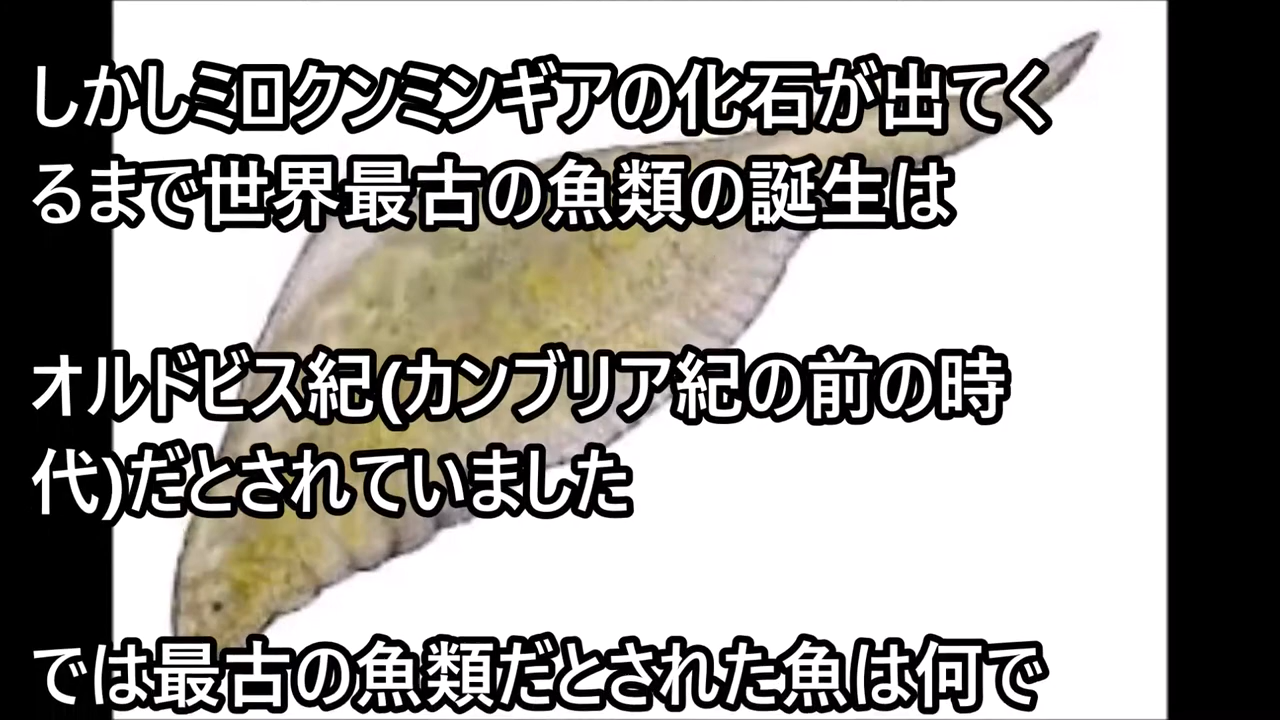 しかしミロクンミンギアの化石が出てく
るまで世界最古の魚類の誕生は
オルドビス紀(カンブリア紀の前の時
代)だとされていました
では最古の魚類だとされた魚は何で